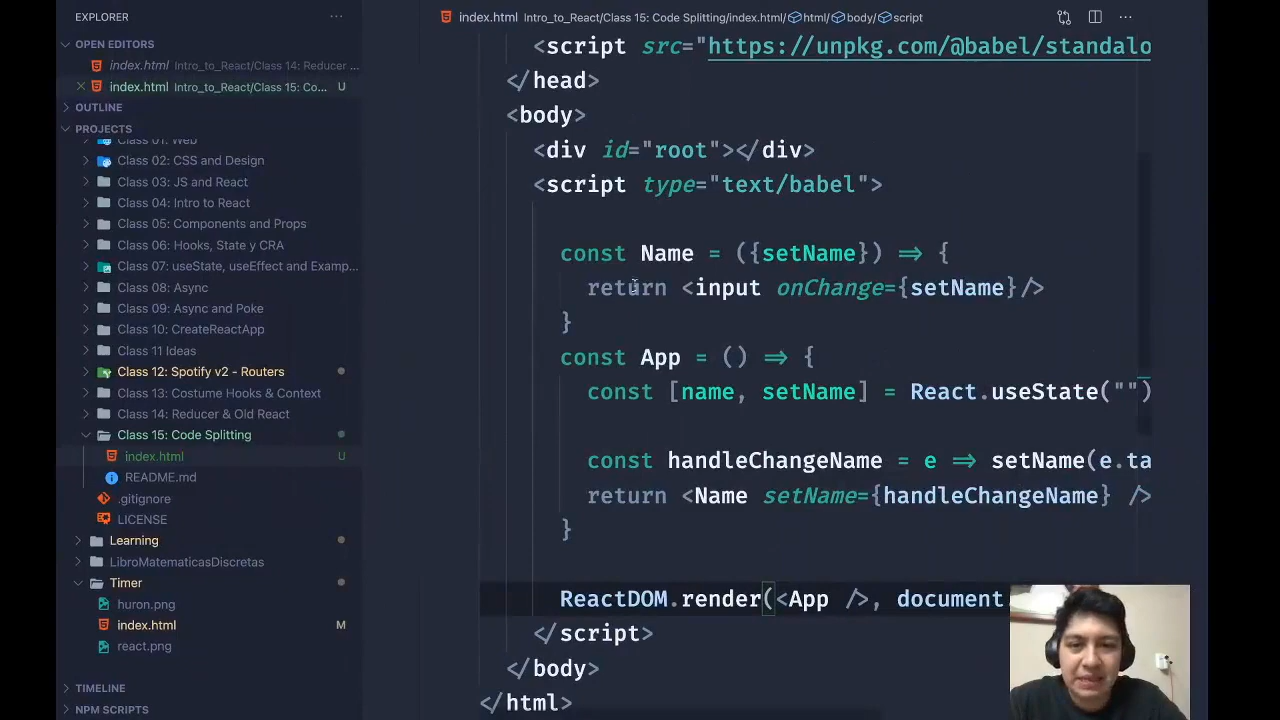 EXPLORER
OPEN EDITORS
index.html Intro_to_React/Class 14: Reducer ...
index.html Intro_to_React/Class 15: Co... U
OUTLINE
PROJECTS
Class 01: Web
Class 02: CSS and Design
Class 03: JS and React
Class 04: Intro to React
Class 05: Components and Props
Class 06: Hooks, State y CRA
Class 07: useState, useEffect and Examp...
Class 08: Async
Class 09: Async and Poke
Class 10: CreateReactApp
Class 11 Ideas
Class 12: Spotify v2 - Routers
Class 13: Costume Hooks & Context
Class 14: Reducer & Old React
Class 15: Code Splitting
index.html U
README.md
.gitignore
LICENSE
Learning
LibroMatematicasDiscretas
Timer
huron.png
index.html M
react.png
TIMELINE
NPM SCRIPTS
index.html Intro_to_React/Class 15: Code Splitting/index.html/html/body/script
<script src="https://unpkg.com/@babel/standalo
</head>
<body>
<div id="root"></div>
<script type="text/babel">
const Name = ({setName}) => {
return <input onChange={setName}/>
}
const App = () => {
const [name, setName] = React.useState("")
const handleChangeName = e => setName(e.ta
return <Name setName={handleChangeName} />
}
ReactDOM.render(<App />, document.
</script>
</body>
</html>